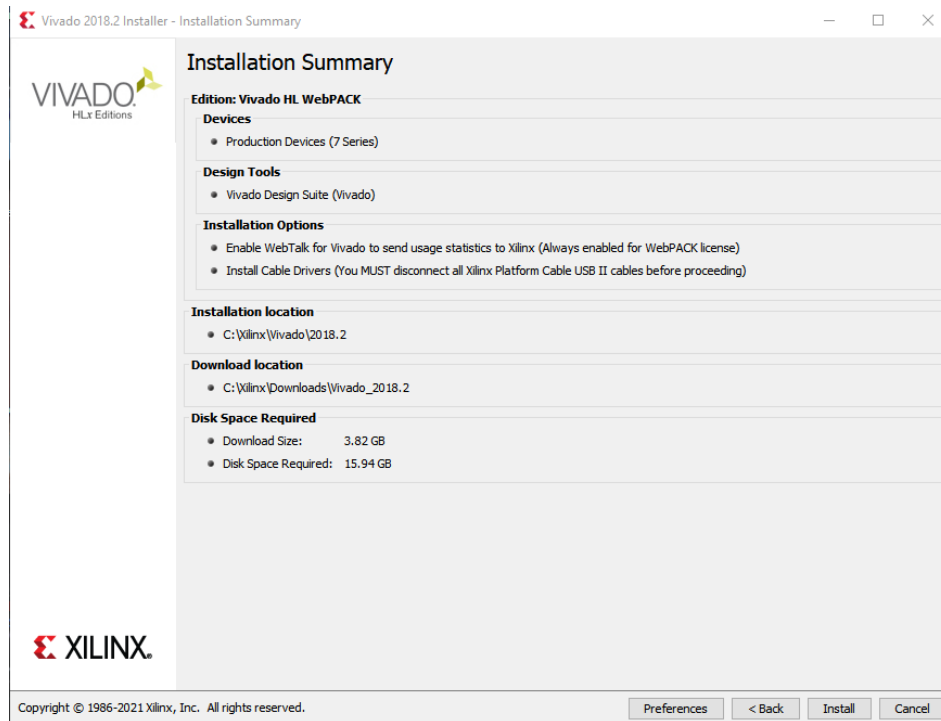 Vivado 2018.2 Installer - Installation Summary
VIVADO.
HLx Editions
Installation Summary
Edition: Vivado HL WebPACK
Devices
Production Devices (7 Series)
Design Tools
Vivado Design Suite (Vivado)
Installation Options
Enable WebTalk for Vivado to send usage statistics to Xilinx (Always enabled for WebPACK license)
Install Cable Drivers (You MUST disconnect all Xilinx Platform Cable USB II cables before proceeding)
Installation location
C:\Xilinx\Vivado\2018.2
Download location
C:\Xilinx\Downloads\Vivado_2018.2
Disk Space Required
Download Size: 3.82 GB
Disk Space Required: 15.94 GB
XILINX.
Copyright © 1986-2021 Xilinx, Inc. All rights reserved.
Preferences < Back Install Cancel